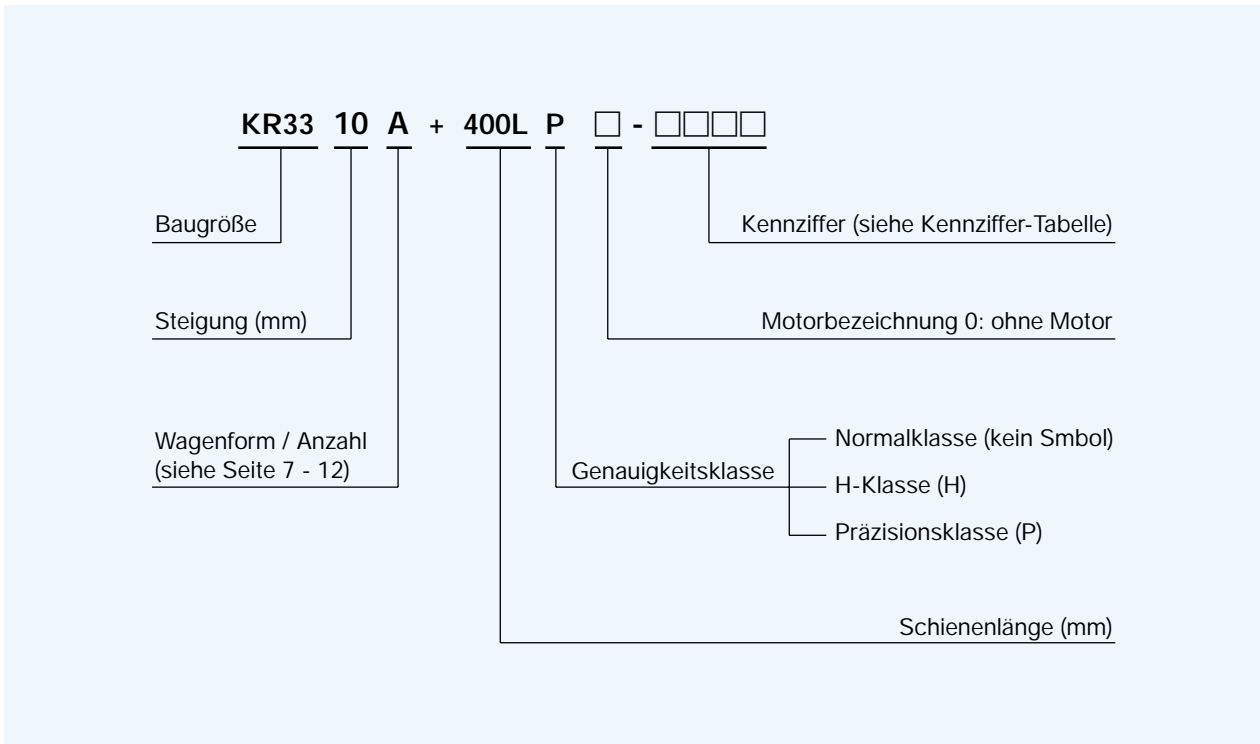 KR33 10 A + 400L P □ - □□□□
Baugröße
Kennziffer (siehe Kennziffer-Tabelle)
Steigung (mm)
Motorbezeichnung 0: ohne Motor
Wagenform / Anzahl
(siehe Seite 7 - 12)
Genauigkeitsklasse
Normalklasse (kein Smbol)
H-Klasse (H)
Präzisionsklasse (P)
Schienenlänge (mm)